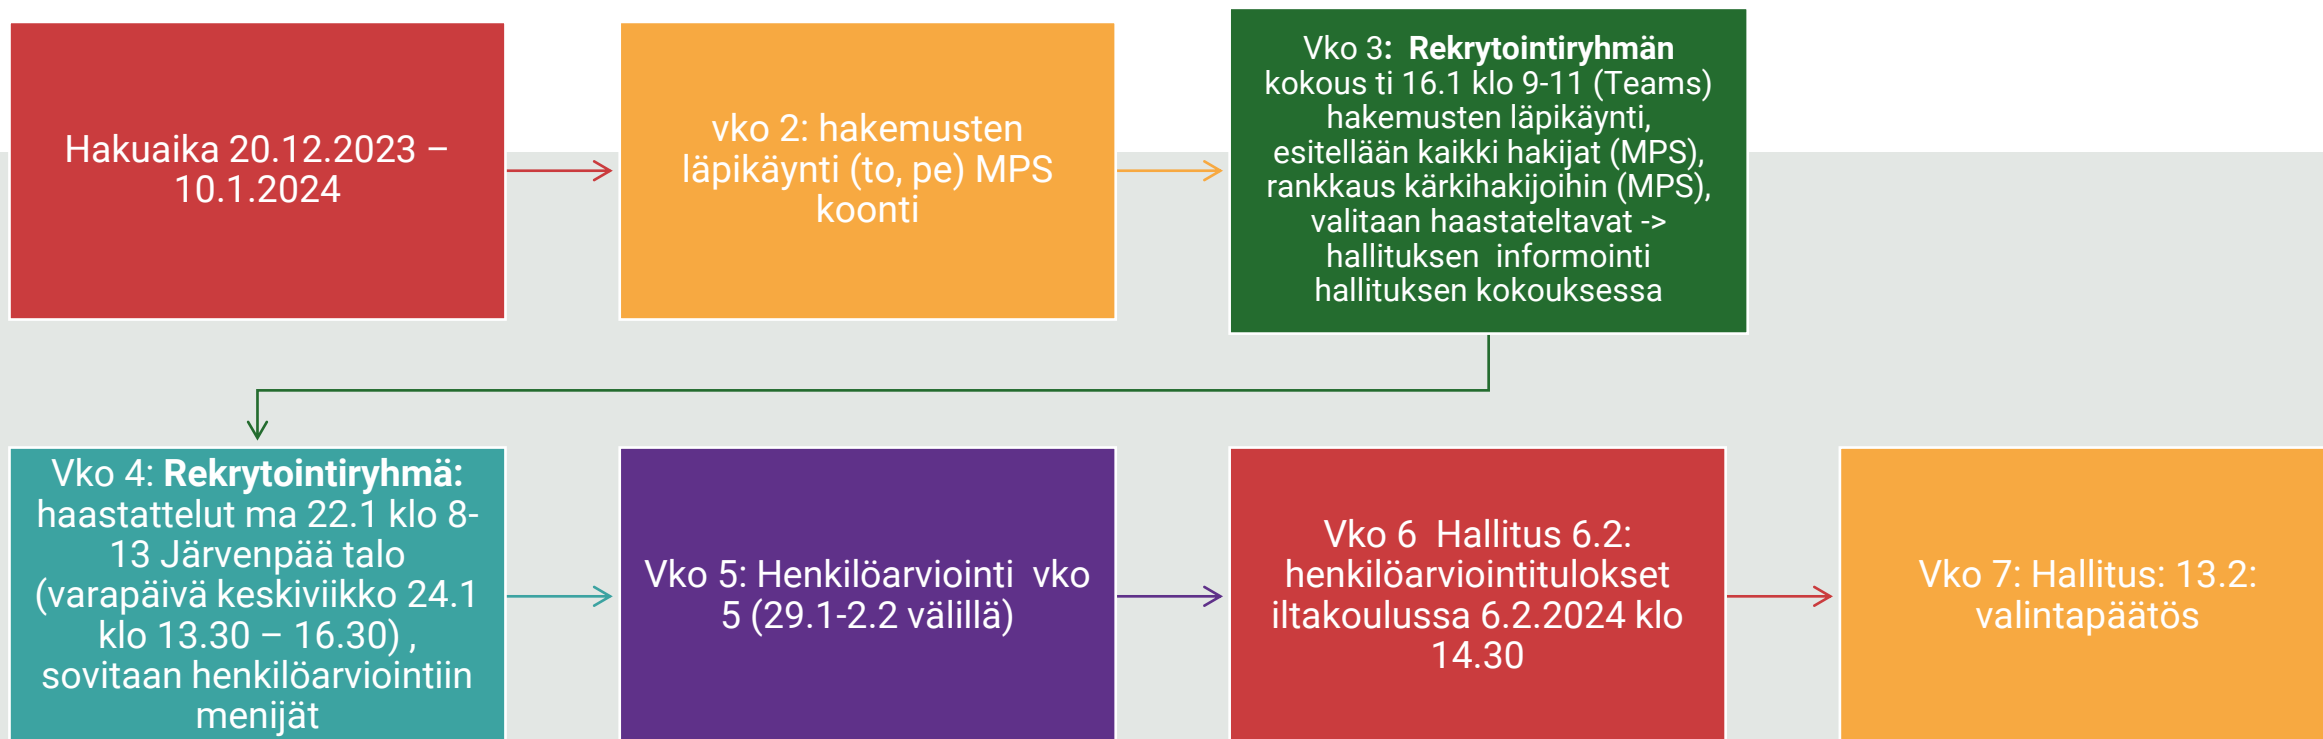 Hakuaika 20.12.2023 –
10.1.2024
vko 2: hakemusten
läpikäynti (to, pe) MPS
koonti
Vko 3: Rekrytointiryhmän
kokous ti 16.1 klo 9-11 (Teams)
hakemusten läpikäynti,
esitellään kaikki hakijat (MPS),
rankkaus kärkihakijoihin (MPS),
valitaan haastateltavat ->
hallituksen informointi
hallituksen kokouksessa
Vko 4: Rekrytointiryhmä:
haastattelut ma 22.1 klo 8-
13 Järvenpää talo
(varapäivä keskiviikko 24.1
klo 13.30 – 16.30) ,
sovitaan henkilöarviointiin
menijät
Vko 5: Henkilöarviointi vko
5 (29.1-2.2 välillä)
Vko 6 Hallitus 6.2:
henkilöarviointitulokset
iltakoulussa 6.2.2024 klo
14.30
Vko 7: Hallitus: 13.2:
valintapäätös